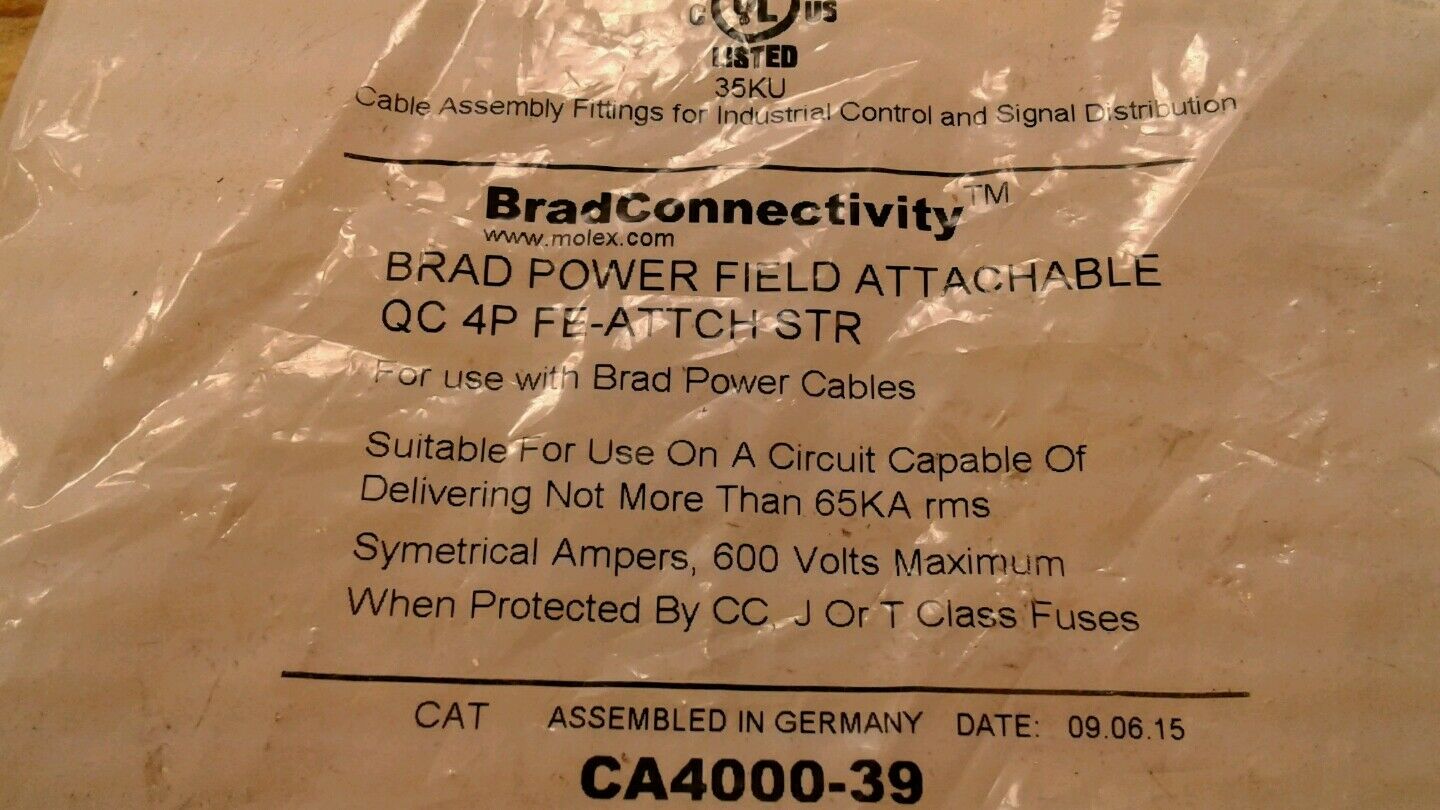 C UL US
LISTED
35KU
Cable Assembly Fittings for Industrial Control and Signal Distribution
BradConnectivity™
www.molex.com
BRAD POWER FIELD ATTACHABLE
QC 4P FE-ATTCH STR
For use with Brad Power Cables
Suitable For Use On A Circuit Capable Of
Delivering Not More Than 65KA rms
Symetrical Ampers, 600 Volts Maximum
When Protected By CC, J Or T Class Fuses
CAT ASSEMBLED IN GERMANY DATE: 09.06.15
CA4000-39